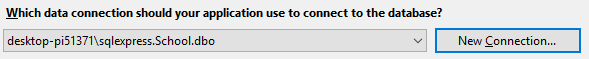 Which data connection should your application use to connect to the database?
desktop-pi51371\sqlexpress.School.dbo
New Connection...